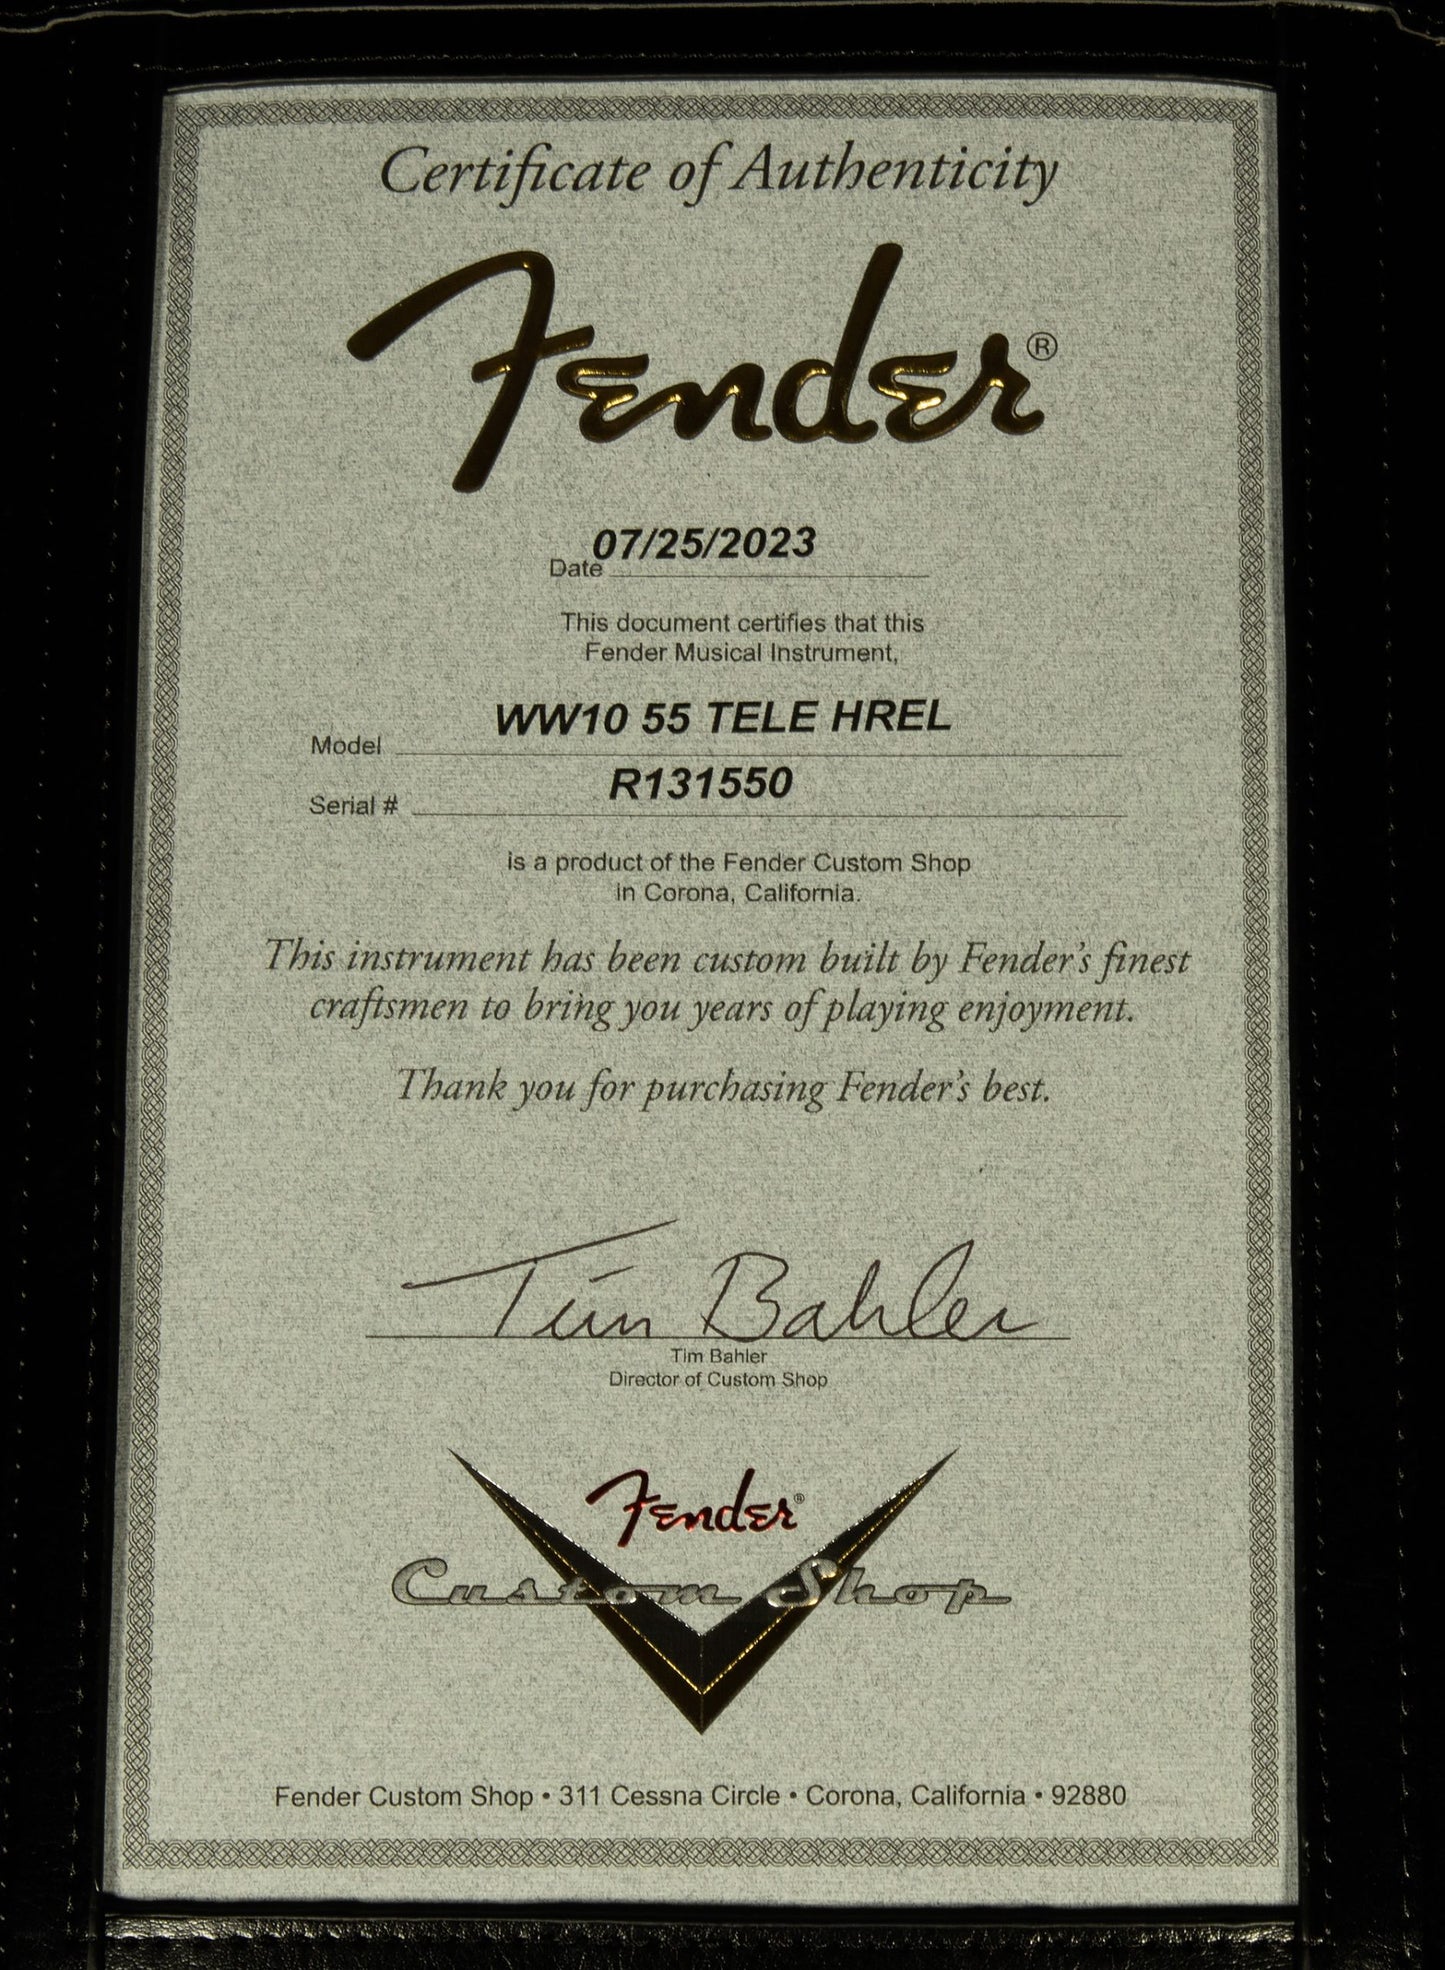 Certificate of Authenticity
Fender®
07/25/2023
Date
This document certifies that this
Fender Musical Instrument,
WW10 55 TELE HREL
Model
R131550
Serial #
is a product of the Fender Custom Shop
in Corona, California.
This instrument has been custom built by Fender's finest
craftsmen to bring you years of playing enjoyment.
Thank you for purchasing Fender's best.
Tim Bahler
Tim Bahler
Director of Custom Shop
Fender®
Custom Shop
Fender Custom Shop • 311 Cessna Circle • Corona, California • 92880